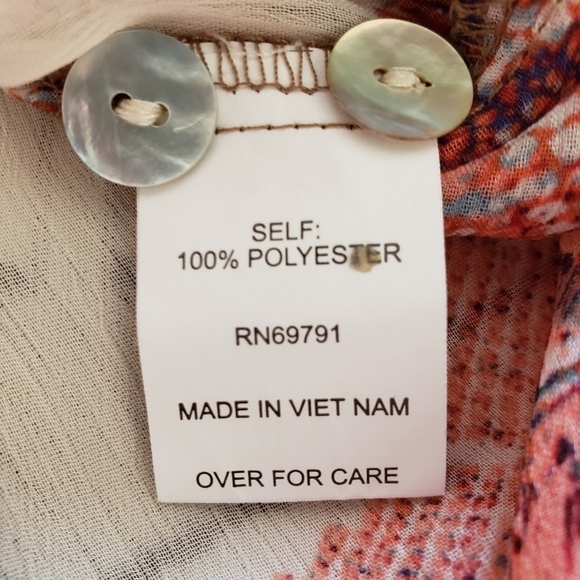 SELF:
100% POLYESTER
RN69791
MADE IN VIET NAM
OVER FOR CARE